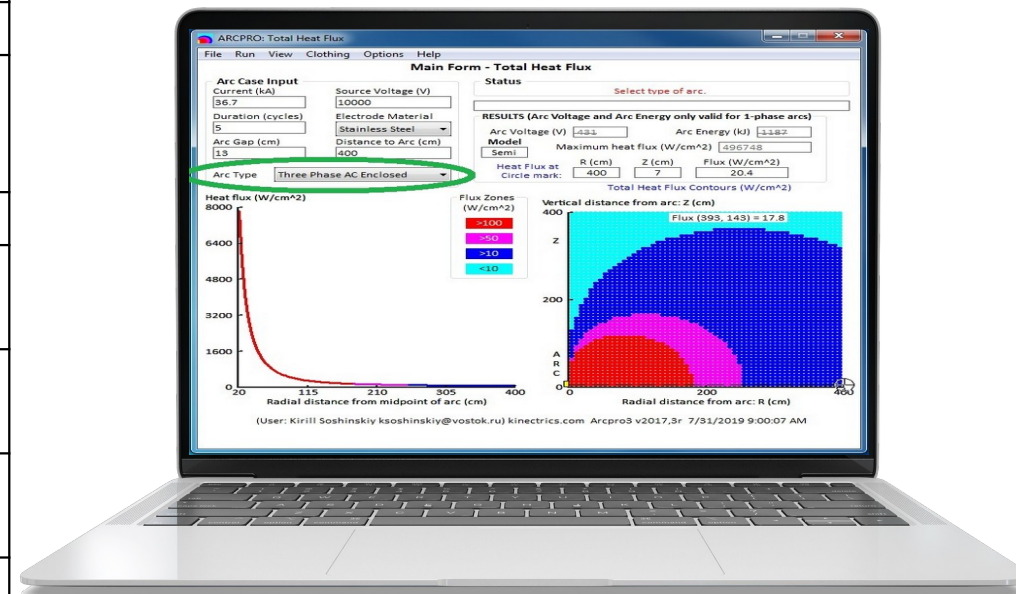 ARCPRO: Total Heat Flux
File Run View Clothing Options Help
Main Form - Total Heat Flux
Arc Case Input
Current (kA) Source Voltage (V)
36.7 10000
Duration (cycles) Electrode Material
5 Stainless Steel
Arc Gap (cm) Distance to Arc (cm)
13 400
Arc Type Three Phase AC Enclosed
Status
Select type of arc.
RESULTS (Arc Voltage and Arc Energy only valid for 1-phase arcs)
Arc Voltage (V) 431 Arc Energy (kJ) 1187
Model Maximum heat flux (W/cm^2) 496748
Semi
R (cm) Z (cm) Flux (W/cm^2)
Heat Flux at Circle mark: 400 7 20.4
Total Heat Flux Contours (W/cm^2)
Heat flux (W/cm^2)
8000
6400
4800
3200
1600
0
20 115 210 305 400
Radial distance from midpoint of arc (cm)
Flux Zones
(W/cm^2)
>100
>50
>10
<10
Vertical distance from arc: Z (cm)
400
Flux (393, 143) = 17.8
Z
200
A
R
C
0
0 200 400
Radial distance from arc: R (cm)
(User: Kirill Soshinskiy ksoshinskiy@vostok.ru) kinectrics.com Arcpro3 v2017,3r 7/31/2019 9:00:07 AM